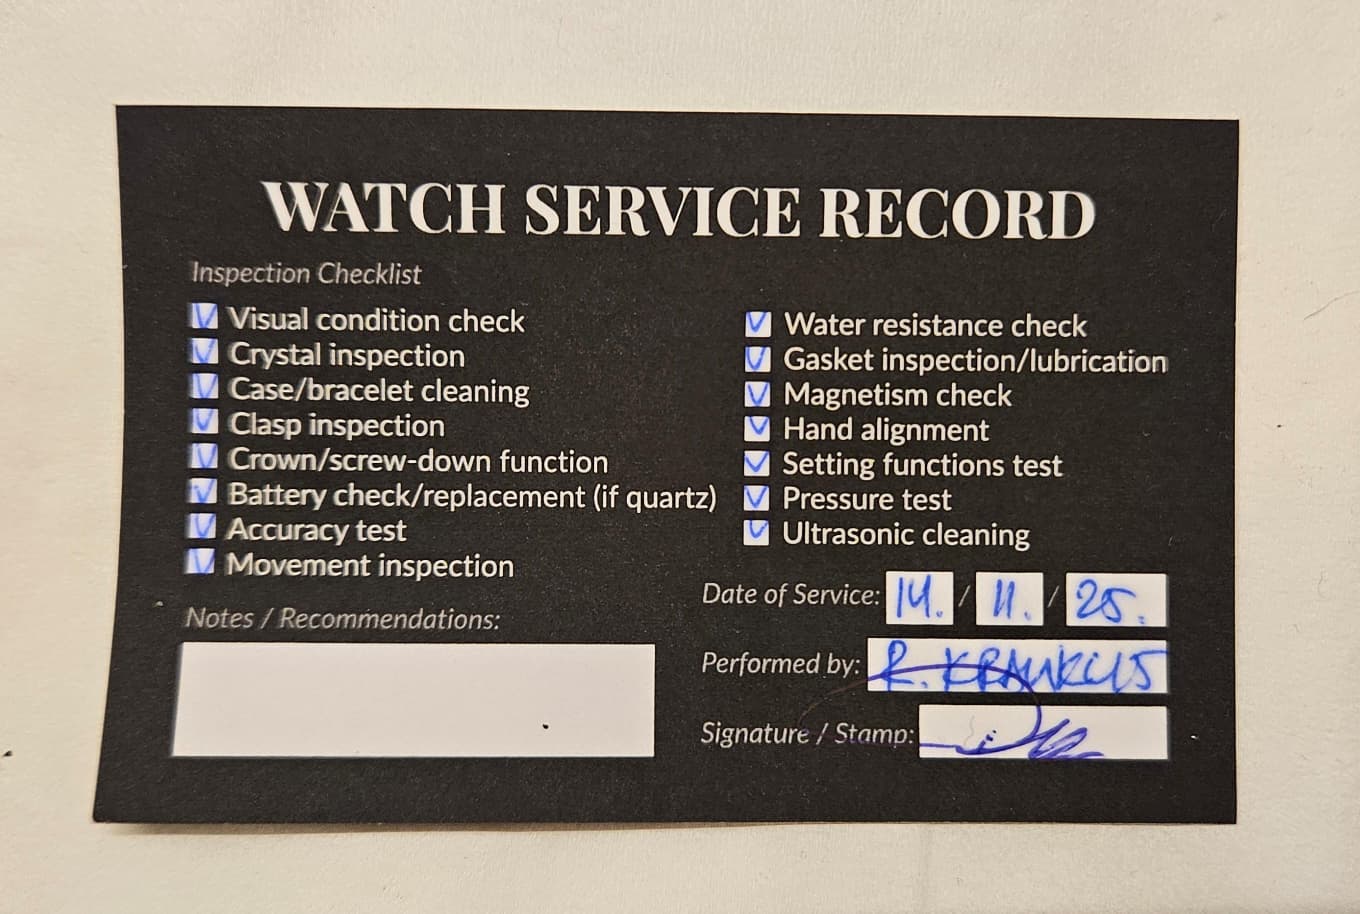 WATCH SERVICE RECORD
Inspection Checklist
Visual condition check
Crystal inspection
Case/bracelet cleaning
Clasp inspection
Crown/screw-down function
Battery check/replacement (if quartz)
Accuracy test
Movement inspection
Water resistance check
Gasket inspection/lubrication
Magnetism check
Hand alignment
Setting functions test
Pressure test
Ultrasonic cleaning
Notes / Recommendations:
Date of Service: 14. / 11. / 25.
Performed by: R.
Signature / Stamp: